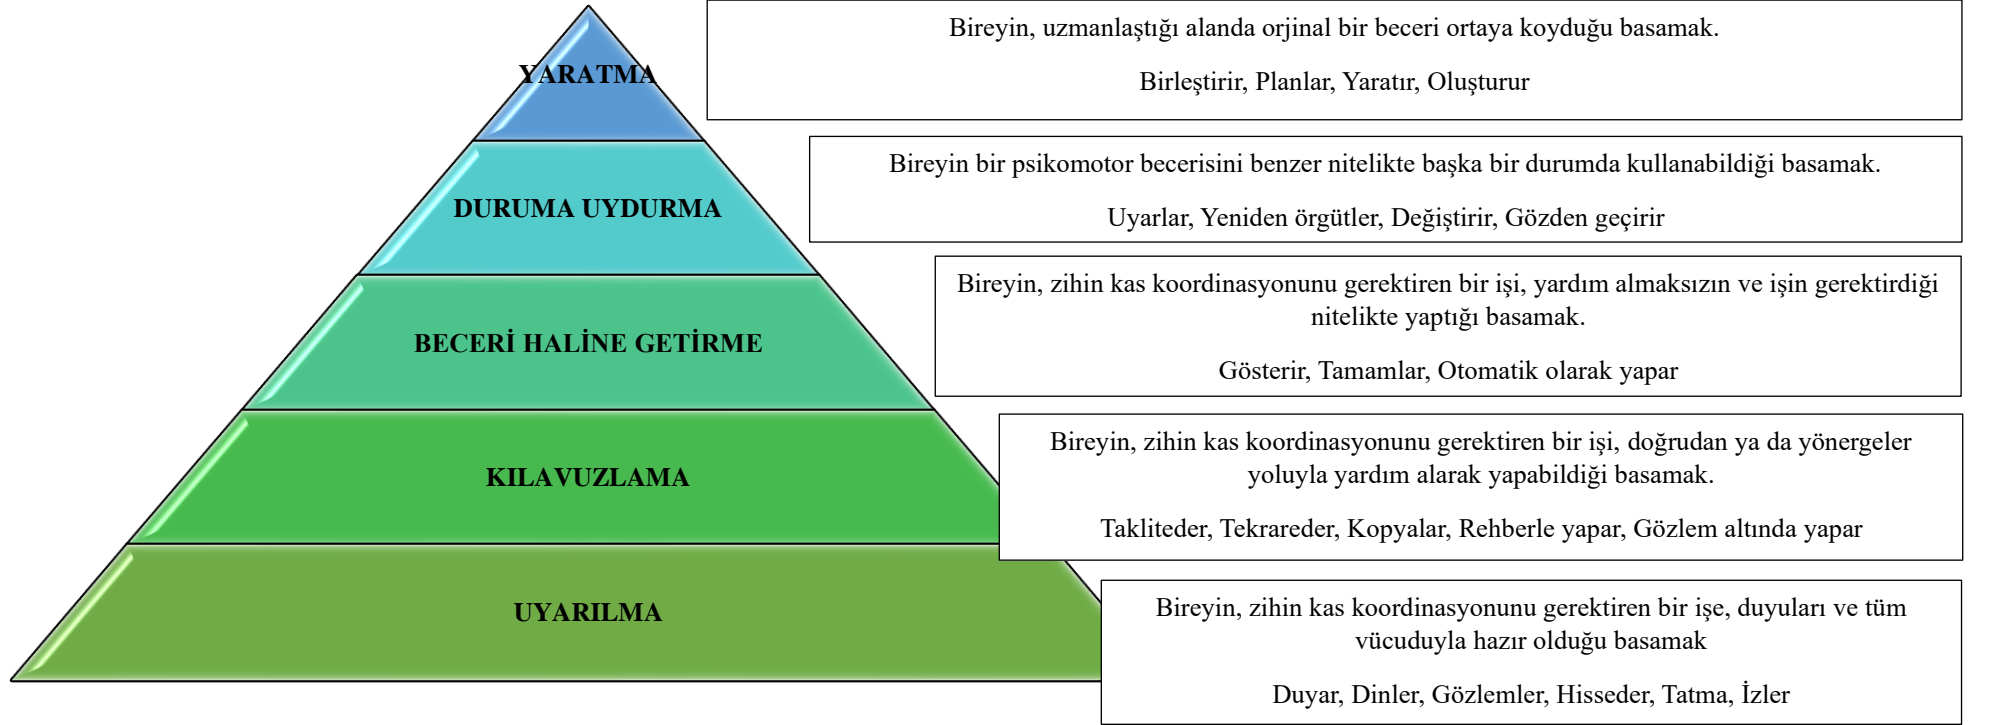 YARATMA
Bireyin, uzmanlaştığı alanda orjinal bir beceri ortaya koyduğu basamak.
Birleştirir, Planlar, Yaratır, Oluşturur
DURUMA UYDURMA
Bireyin bir psikomotor becerisini benzer nitelikte başka bir durumda kullanabildiği basamak.
Uyarlar, Yeniden örgütler, Değiştirir, Gözden geçirir
BECERİ HALİNE GETİRME
Bireyin, zihin kas koordinasyonunu gerektiren bir işi, yardım almaksızın ve işin gerektirdiği
nitelikte yaptığı basamak.
Gösterir, Tamamlar, Otomatik olarak yapar
KILAVUZLAMA
Bireyin, zihin kas koordinasyonunu gerektiren bir işi, doğrudan ya da yönergeler
yoluyla yardım alarak yapabildiği basamak.
Takliteder, Tekrareder, Kopyalar, Rehberle yapar, Gözlem altında yapar
UYARILMA
Bireyin, zihin kas koordinasyonunu gerektiren bir işe, duyuları ve tüm
vücuduyla hazır olduğu basamak
Duyar, Dinler, Gözlemler, Hisseder, Tatma, İzler